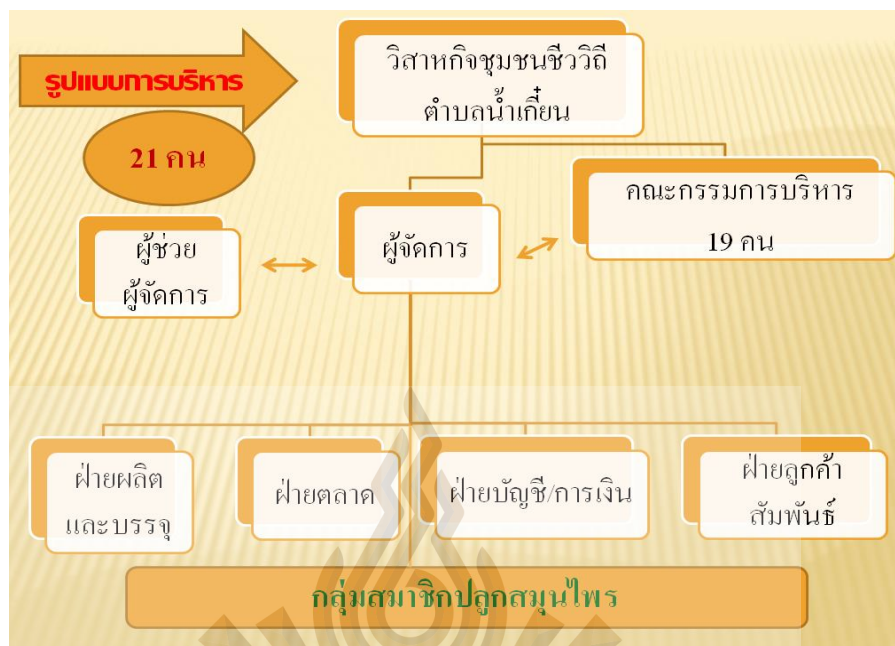 รูปแบบการบริหาร
วิสาหกิจชุมชนชีววิถี
ตำบลน้ำเกี๋ยน
21 คน
คณะกรรมการบริหาร
19 คน
ผู้ช่วย
ผู้จัดการ
ผู้จัดการ
ฝ่ายผลิต
และบรรจุ
ฝ่ายตลาด
ฝ่ายบัญชี/การเงิน
ฝ่ายลูกค้า
สัมพันธ์
กลุ่มสมาชิกปลูกสมุนไพร